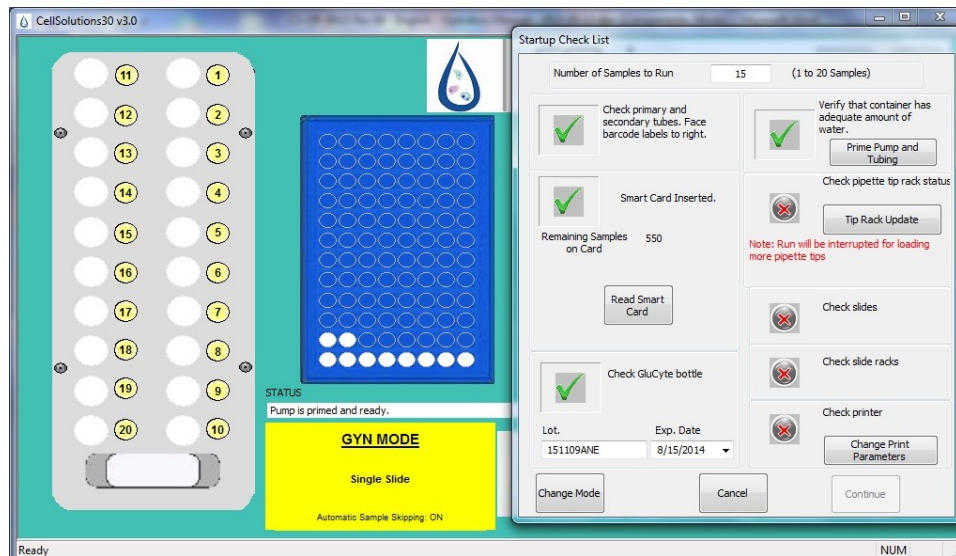 CellSolutions30 v3.0
11 1
12 2
13 3
14 4
15 5
16 6
17 7
18 8
19 9
20 10
STATUS
Pump is primed and ready.
GYN MODE
Single Slide
Automatic Sample Skipping: ON
Startup Check List
Number of Samples to Run 15 (1 to 20 Samples)
Check primary and
secondary tubes. Face
barcode labels to right.
Smart Card Inserted.
Remaining Samples 550
on Card
Read Smart
Card
Check GluCyte bottle
Lot. Exp. Date
151109ANE 8/15/2014
Verify that container has
adequate amount of
water.
Prime Pump and
Tubing
Check pipette tip rack status
Tip Rack Update
Note: Run will be interrupted for loading
more pipette tips
Check slides
Check slide racks
Check printer
Change Print
Parameters
Change Mode Cancel Continue
Ready NUM